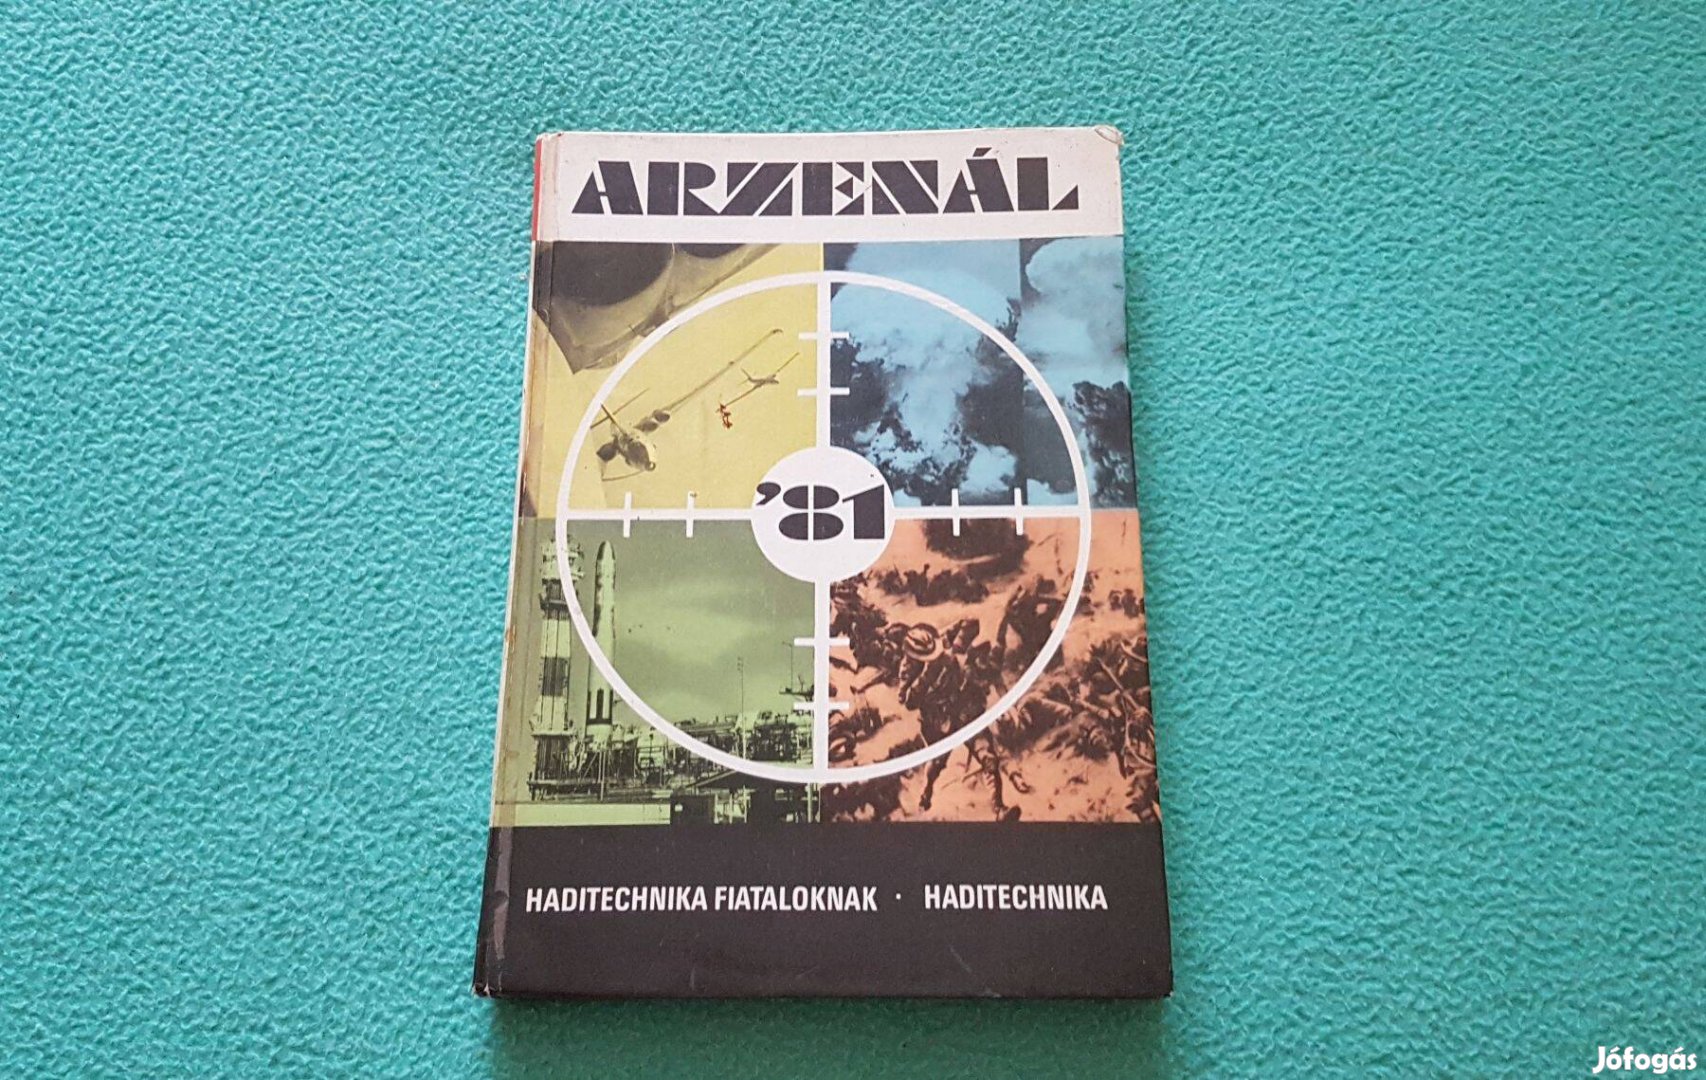 ARZENÁL
'81
HADITECHNIKA FIATALOKNAK · HADITECHNIKA
Jófogás